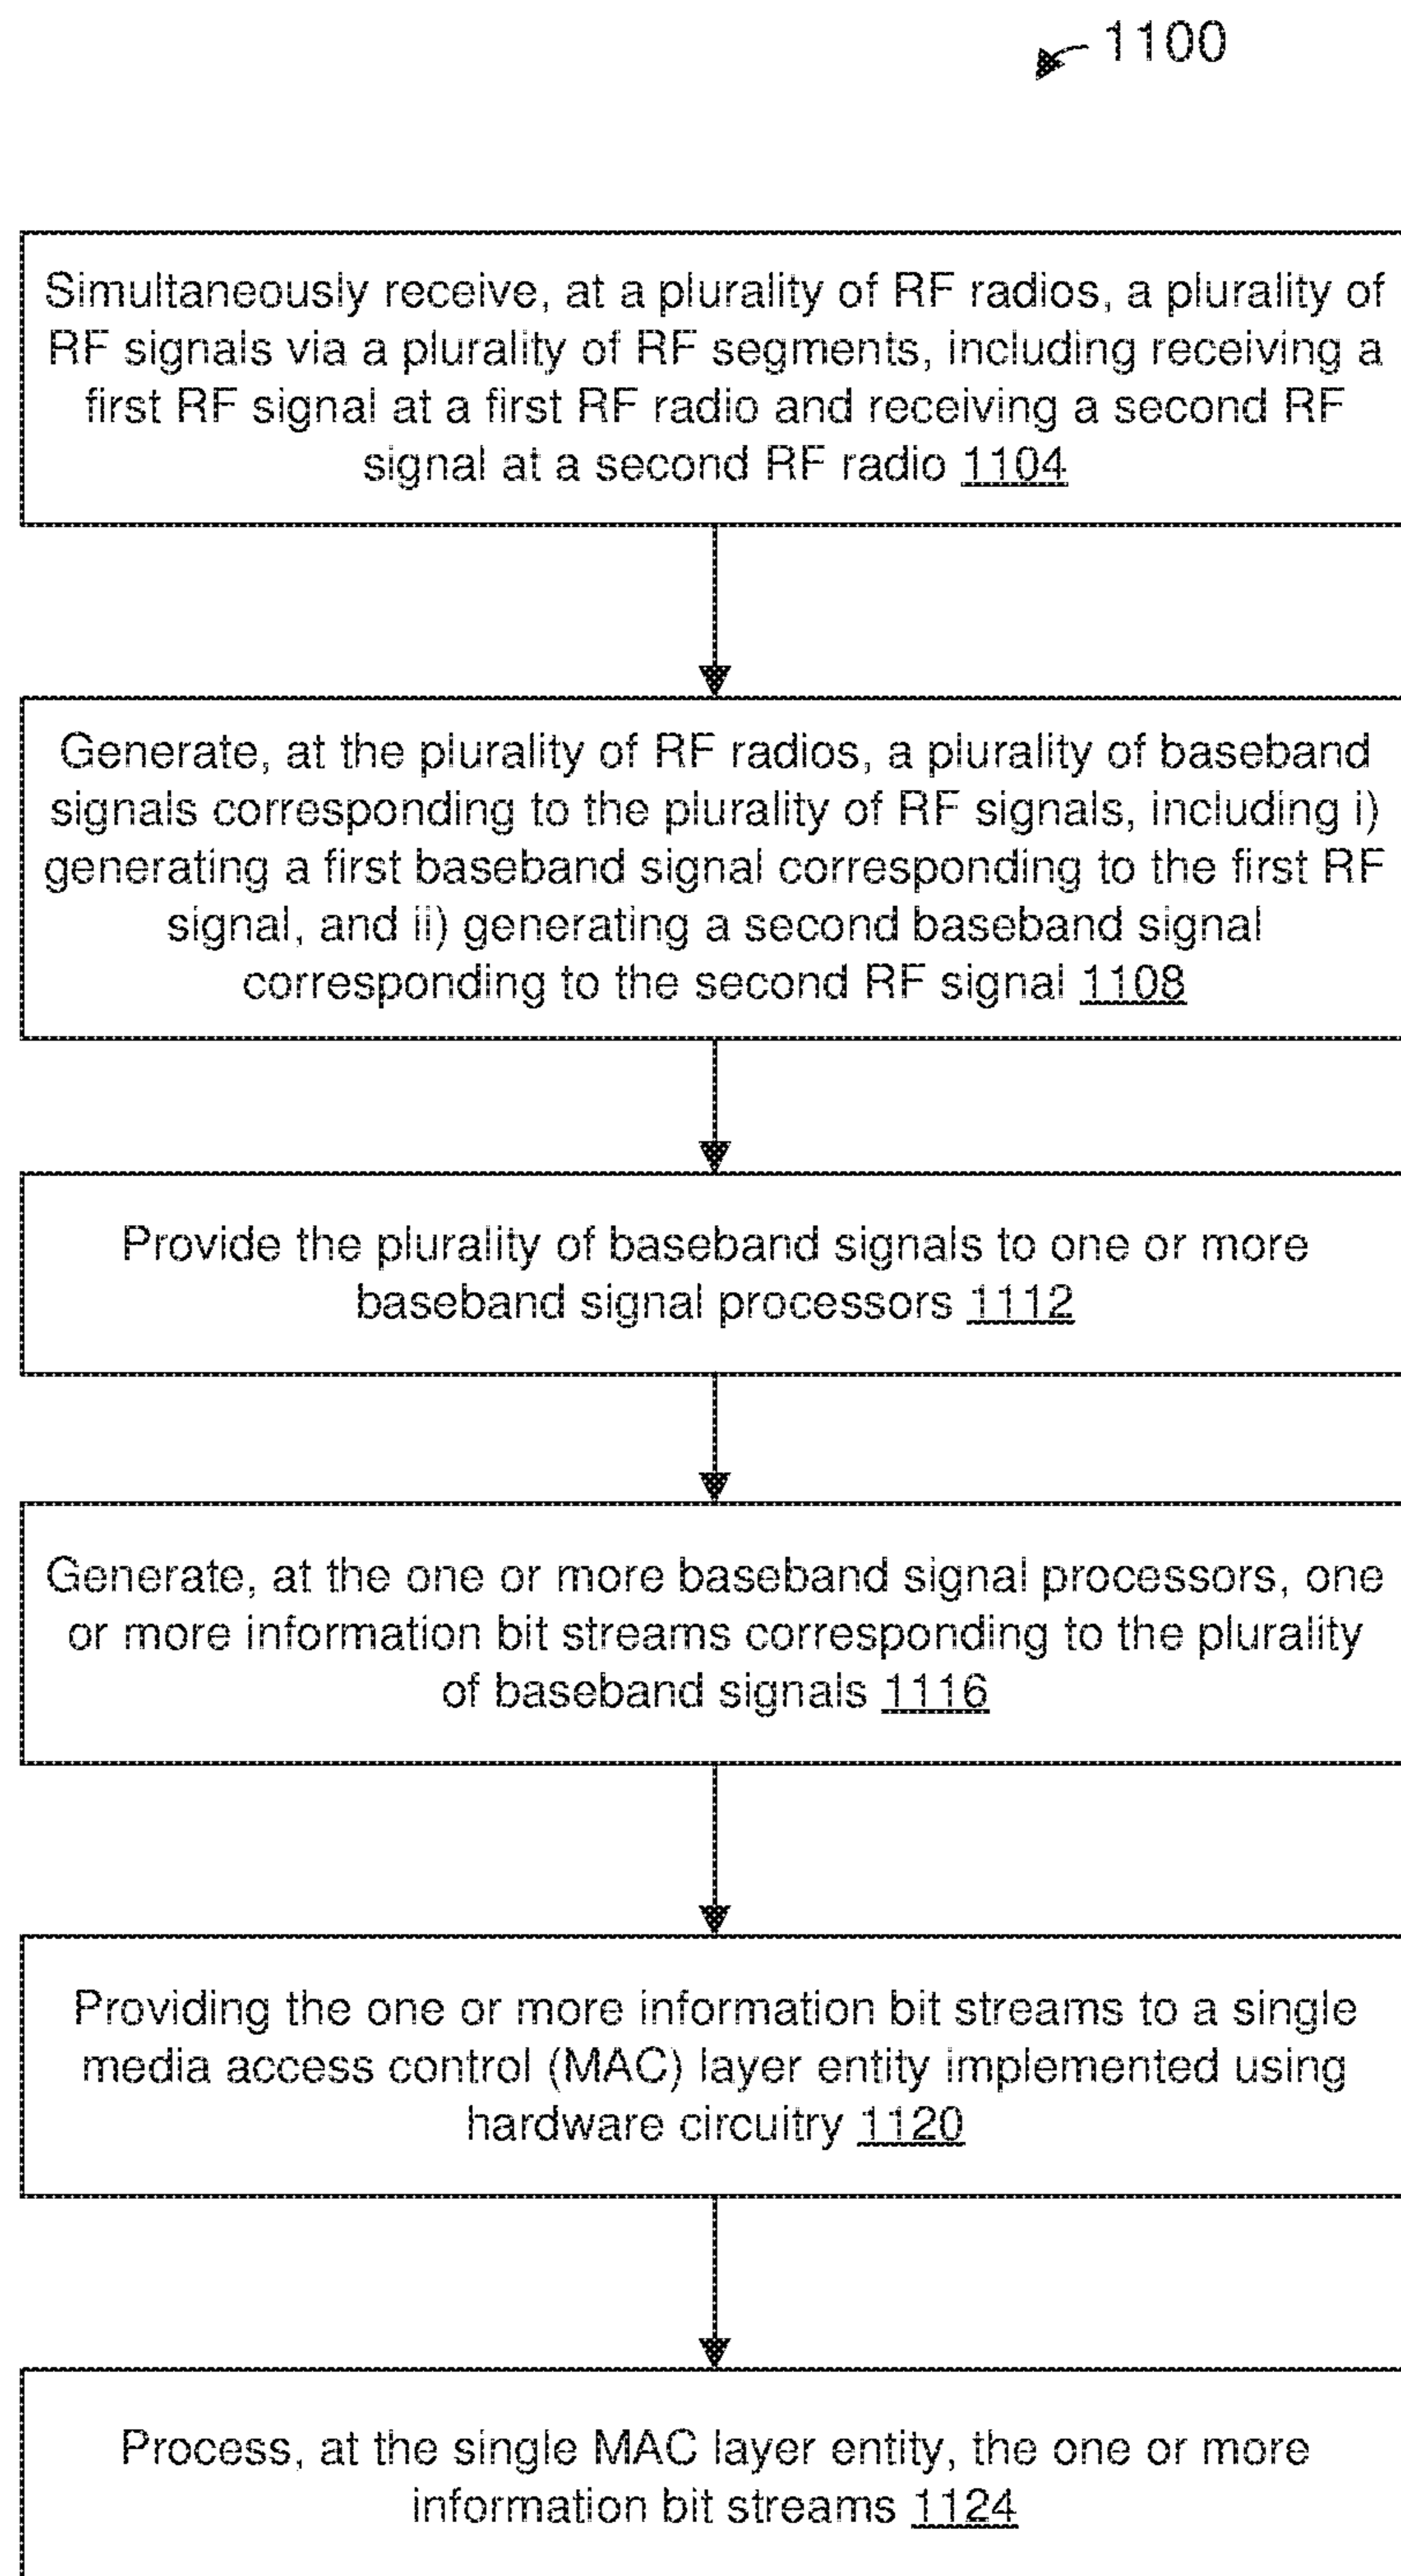 1100
Simultaneously receive, at a plurality of RF radios, a plurality of
RF signals via a plurality of RF segments, including receiving a
first RF signal at a first RF radio and receiving a second RF
signal at a second RF radio 1104
Generate, at the plurality of RF radios, a plurality of baseband
signals corresponding to the plurality of RF signals, including i)
generating a first baseband signal corresponding to the first RF
signal, and ii) generating a second baseband signal
corresponding to the second RF signal 1108
Provide the plurality of baseband signals to one or more
baseband signal processors 1112
Generate, at the one or more baseband signal processors, one
or more information bit streams corresponding to the plurality
of baseband signals 1116
Providing the one or more information bit streams to a single
media access control (MAC) layer entity implemented using
hardware circuitry 1120
Process, at the single MAC layer entity, the one or more
information bit streams 1124